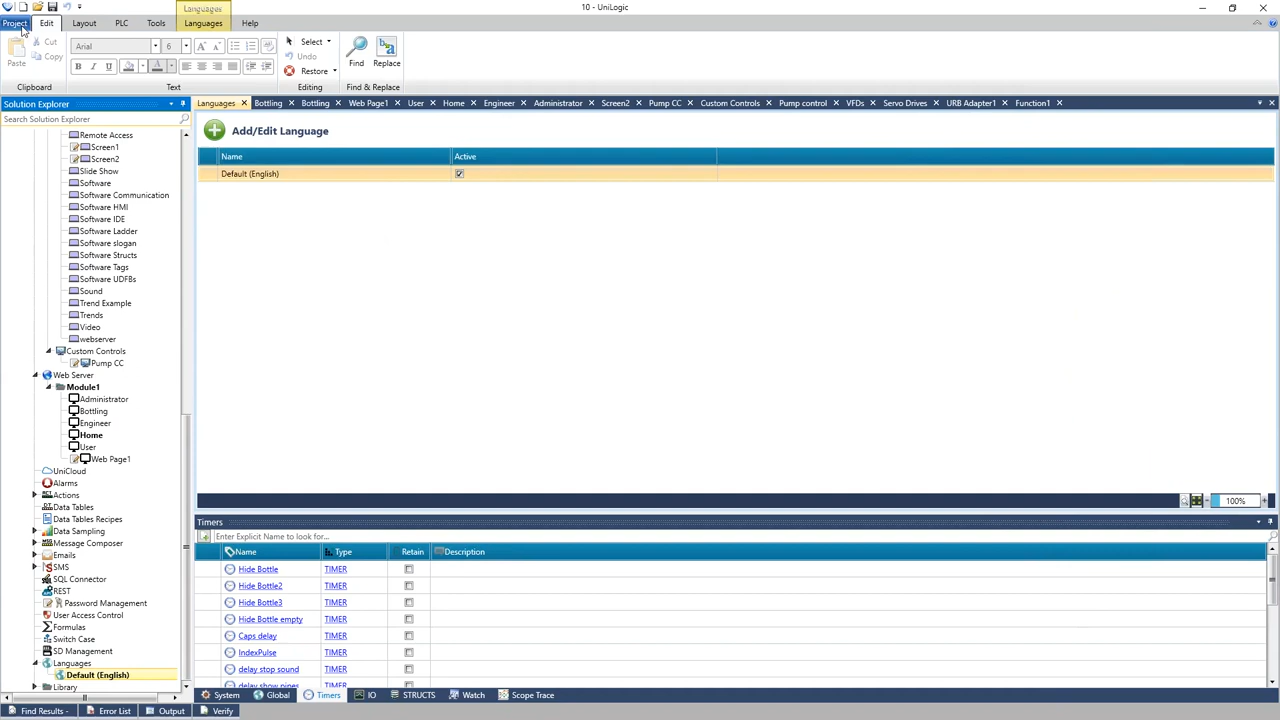 10 - UniLogic
Languages
Project Edit Layout PLC Tools Languages Help
Paste
Cut
Copy
Clipboard
Arial 6
Text
Select
Undo
Restore
Editing
Find
Replace
Find & Replace
Solution Explorer
Search Solution Explorer
Remote Access
Screen1
Screen2
Slide Show
Software
Software Communication
Software HMI
Software IDE
Software Ladder
Software slogan
Software Structs
Software Tags
Software UDFBs
Sound
Trend Example
Trends
Video
webserver
Custom Controls
Pump CC
Web Server
Module1
Administrator
Bottling
Engineer
Home
User
Web Page1
UniCloud
Alarms
Actions
Data Tables
Data Tables Recipes
Data Sampling
Message Composer
Emails
SMS
SQL Connector
REST
Password Management
User Access Control
Formulas
Switch Case
SD Management
Languages
Default (English)
Library
Languages Bottling Bottling Web Page1 User Home Engineer Administrator Screen2 Pump CC Custom Controls Pump control VFDs Servo Drives URB Adapter1 Function1
Add/Edit Language
Name Active
Default (English)
100%
Timers
Enter Explicit Name to look for...
Name Type Retain Description
Hide Bottle TIMER
Hide Bottle2 TIMER
Hide Bottle3 TIMER
Hide Bottle empty TIMER
Caps delay TIMER
IndexPulse TIMER
delay stop sound TIMER
delay show pipes TIMER
System Global Timers IO STRUCTS Watch Scope Trace
Find Results - Error List Output Verify